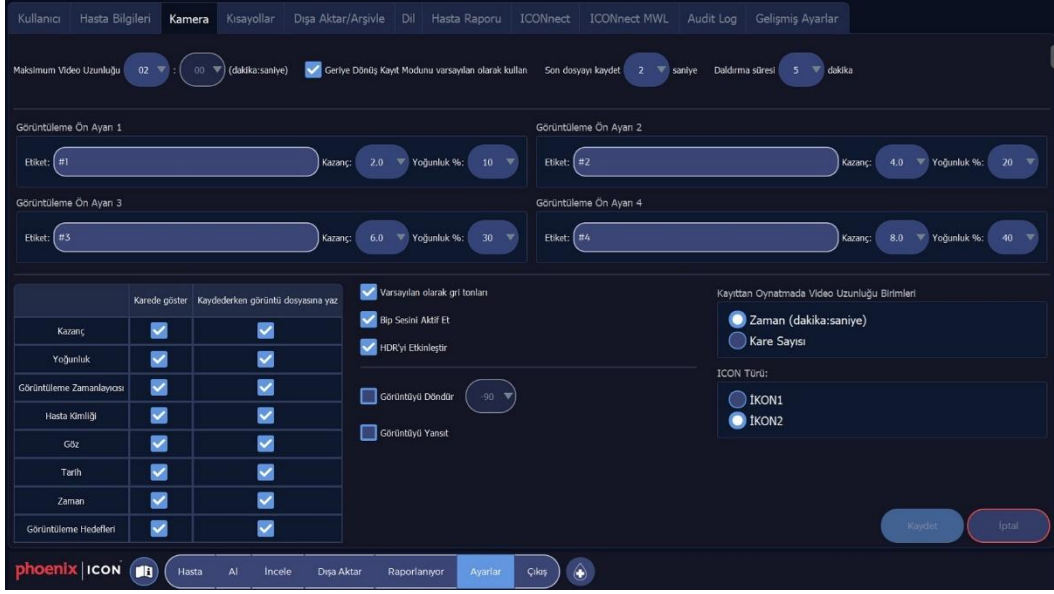 Kullanıcı Hasta Bilgileri Kamera Kısayollar Dışa Aktar/Arşivle Dil Hasta Raporu ICONnect ICONnect MWL Audit Log Gelişmiş Ayarlar
Maksimum Video Uzunluğu 02 : 00 (dakika:saniye) Geriye Dönüş Kayıt Modunu varsayılan olarak kullan Son dosyayı kaydet 2 saniye Daldırma süresi 5 dakika
Görüntüleme Ön Ayarı 1 Görüntüleme Ön Ayarı 2
Etiket: #1 Kazanç: 2.0 Yoğunluk %: 10 Etiket: #2 Kazanç: 4.0 Yoğunluk %: 20
Görüntüleme Ön Ayarı 3 Görüntüleme Ön Ayarı 4
Etiket: #3 Kazanç: 6.0 Yoğunluk %: 30 Etiket: #4 Kazanç: 8.0 Yoğunluk %: 40
Karede göster Kaydederken görüntü dosyasına yaz
Kazanç
Yoğunluk
Görüntüleme Zamanlayıcısı
Hasta Kimliği
Göz
Tarih
Zaman
Görüntüleme Hedefleri
Varsayılan olarak gri tonları
Bip Sesini Aktif Et
HDR'yi Etkinleştir
Görüntüyü Döndür -90
Görüntüyü Yansıt
Kayıttan Oynatmada Video Uzunluğu Birimleri
Zaman (dakika:saniye)
Kare Sayısı
ICON Türü:
İKON1
İKON2
Kaydet İptal
phoenix | ICON Hasta Al İncele Dışa Aktar Raporlanıyor Ayarlar Çıkış